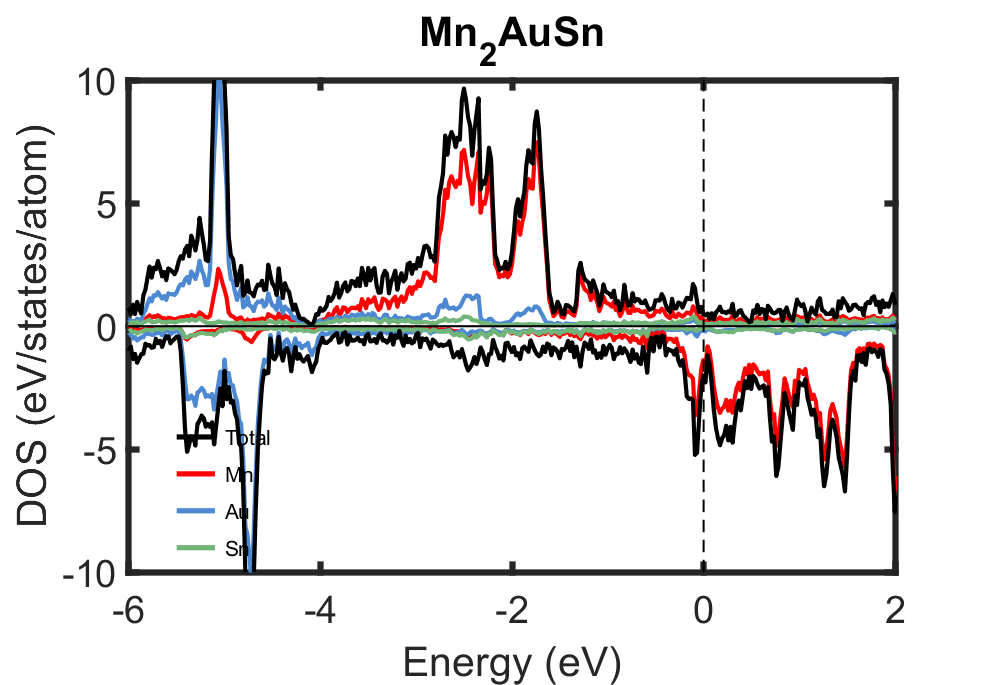 Mn₂AuSn
DOS (eV/states/atom)
10
5
0
-5
-10
Total
Mn
Au
Sn
-6 -4 -2 0 2
Energy (eV)